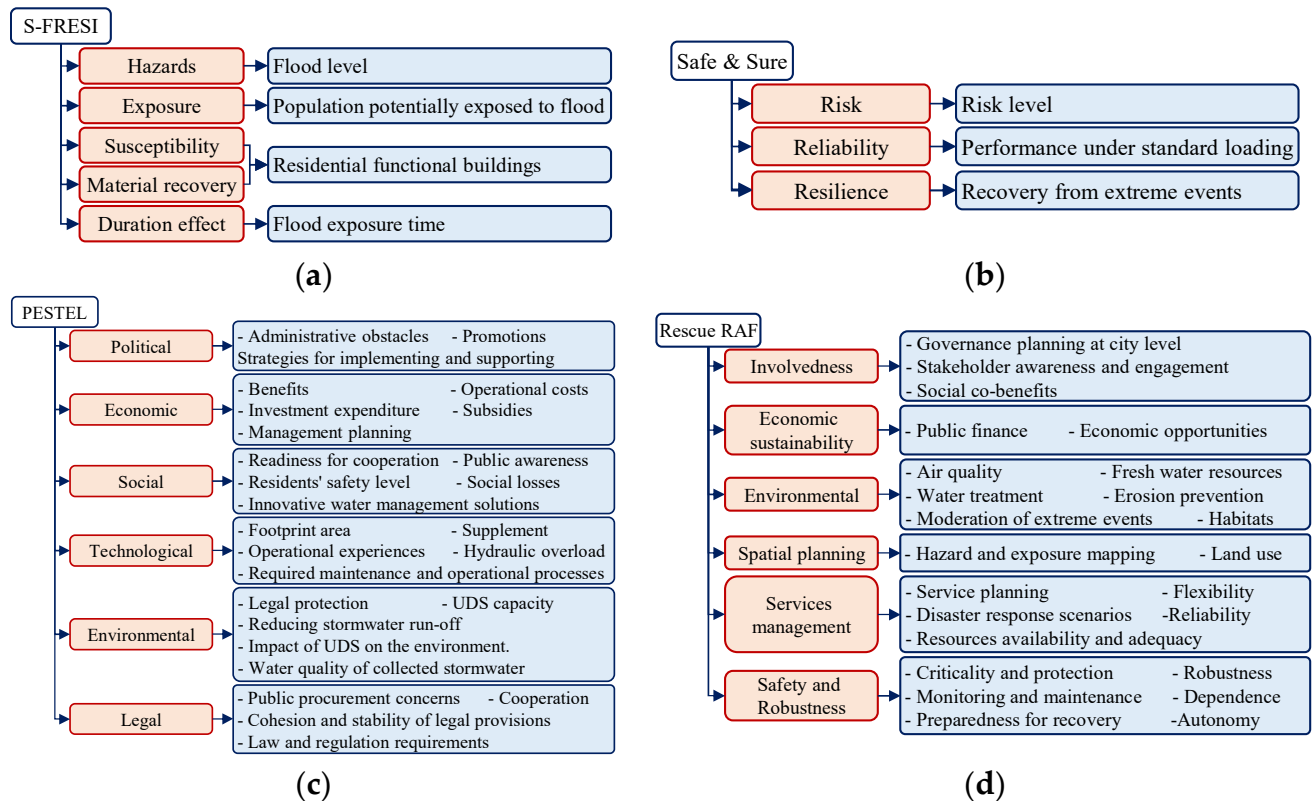 S-FRESI
Hazards
Flood level
Exposure
Population potentially exposed to flood
Susceptibility
Material recovery
Residential functional buildings
Duration effect
Flood exposure time
(a)
Safe & Sure
Risk
Risk level
Reliability
Performance under standard loading
Resilience
Recovery from extreme events
(b)
PESTEL
Political
- Administrative obstacles - Promotions
Strategies for implementing and supporting
Economic
- Benefits - Operational costs
- Investment expenditure - Subsidies
- Management planning
Social
- Readiness for cooperation - Public awareness
- Residents' safety level - Social losses
- Innovative water management solutions
Technological
- Footprint area - Supplement
- Operational experiences - Hydraulic overload
- Required maintenance and operational processes
Environmental
- Legal protection - UDS capacity
- Reducing stormwater run-off
- Impact of UDS on the environment.
- Water quality of collected stormwater
Legal
- Public procurement concerns - Cooperation
- Cohesion and stability of legal provisions
- Law and regulation requirements
(c)
Rescue RAF
Involvedness
- Governance planning at city level
- Stakeholder awareness and engagement
- Social co-benefits
Economic
sustainability
- Public finance - Economic opportunities
Environmental
- Air quality - Fresh water resources
- Water treatment - Erosion prevention
- Moderation of extreme events - Habitats
Spatial planning
- Hazard and exposure mapping - Land use
Services
management
- Service planning - Flexibility
- Disaster response scenarios -Reliability
- Resources availability and adequacy
Safety and
Robustness
- Criticality and protection - Robustness
- Monitoring and maintenance - Dependence
- Preparedness for recovery -Autonomy
(d)